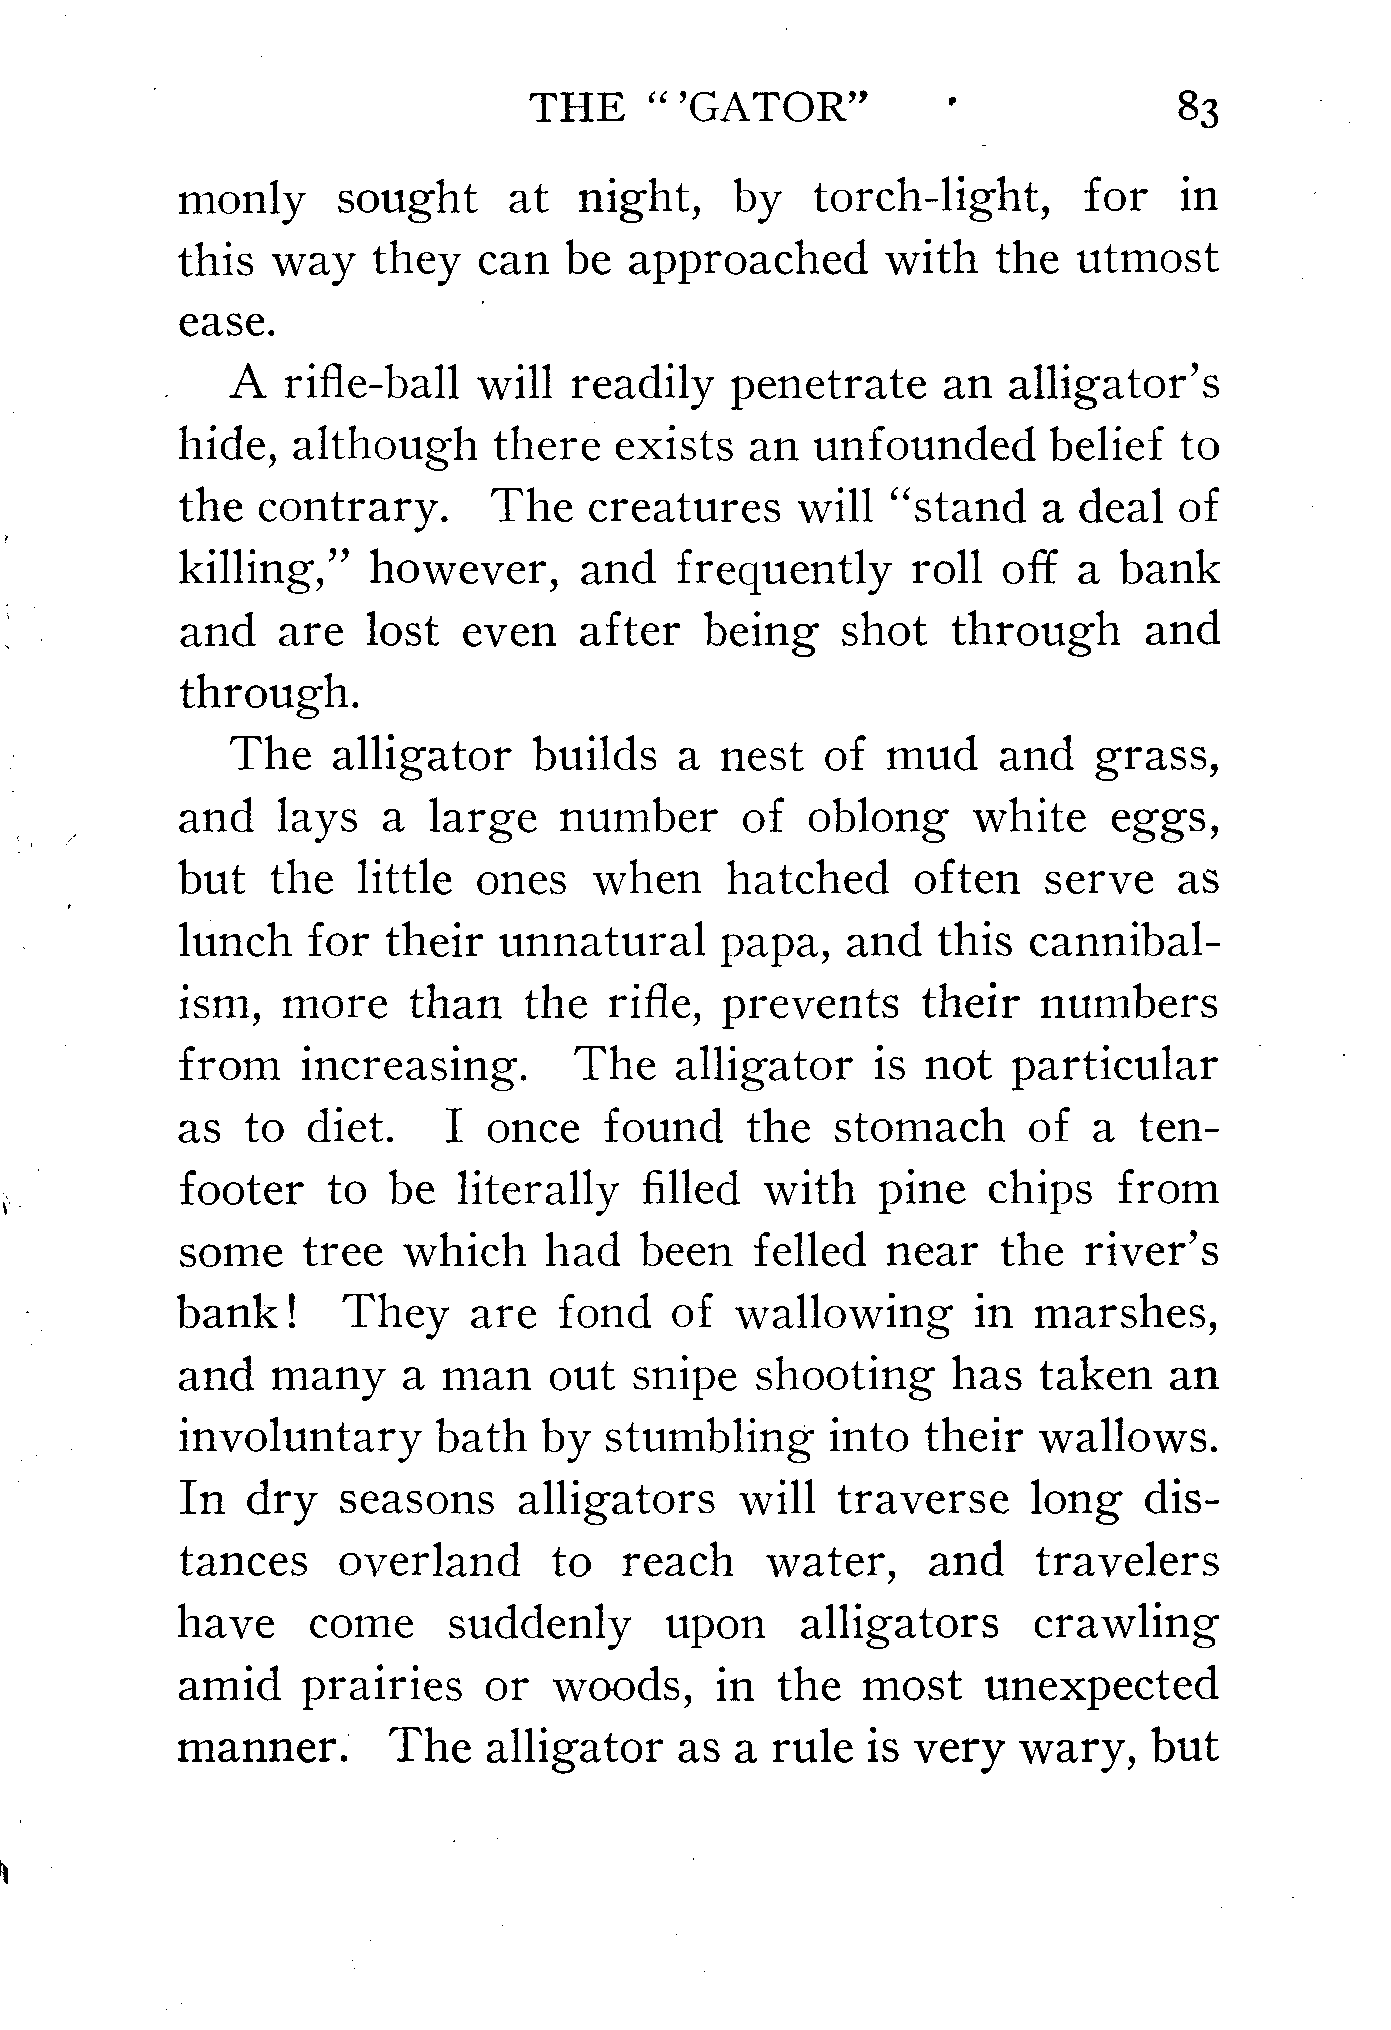 THE "'GATOR" 83
monly sought at night, by torch-light, for in
this way they can be approached with the utmost
ease.
A rifle-ball will readily penetrate an alligator's
hide, although there exists an unfounded belief to
the contrary. The creatures will "stand a deal of
killing," however, and frequently roll off a bank
and are lost even after being shot through and
through.
The alligator builds a nest of mud and grass,
and lays a large number of oblong white eggs,
but the little ones when hatched often serve as
lunch for their unnatural papa, and this cannibal-
ism, more than the rifle, prevents their numbers
from increasing. The alligator is not particular
as to diet. I once found the stomach of a ten-
footer to be literally filled with pine chips from
some tree which had been felled near the river's
bank! They are fond of wallowing in marshes,
and many a man out snipe shooting has taken an
involuntary bath by stumbling into their wallows.
In dry seasons alligators will traverse long dis-
tances overland to reach water, and travelers
have come suddenly upon alligators crawling
amid prairies or woods, in the most unexpected
manner. The alligator as a rule is very wary, but